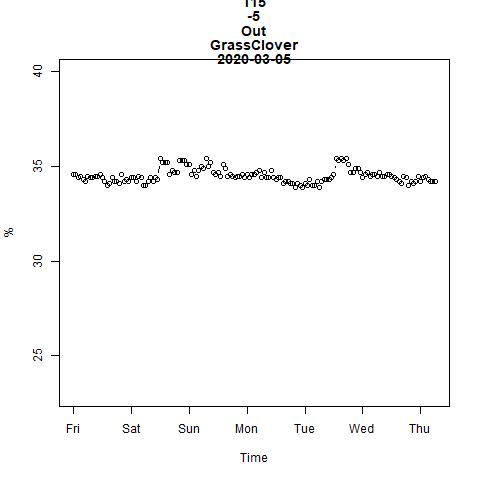 T15
-5
Out
GrassClover
2020-03-05
40
35
30
25
%
Fri Sat Sun Mon Tue Wed Thu
Time